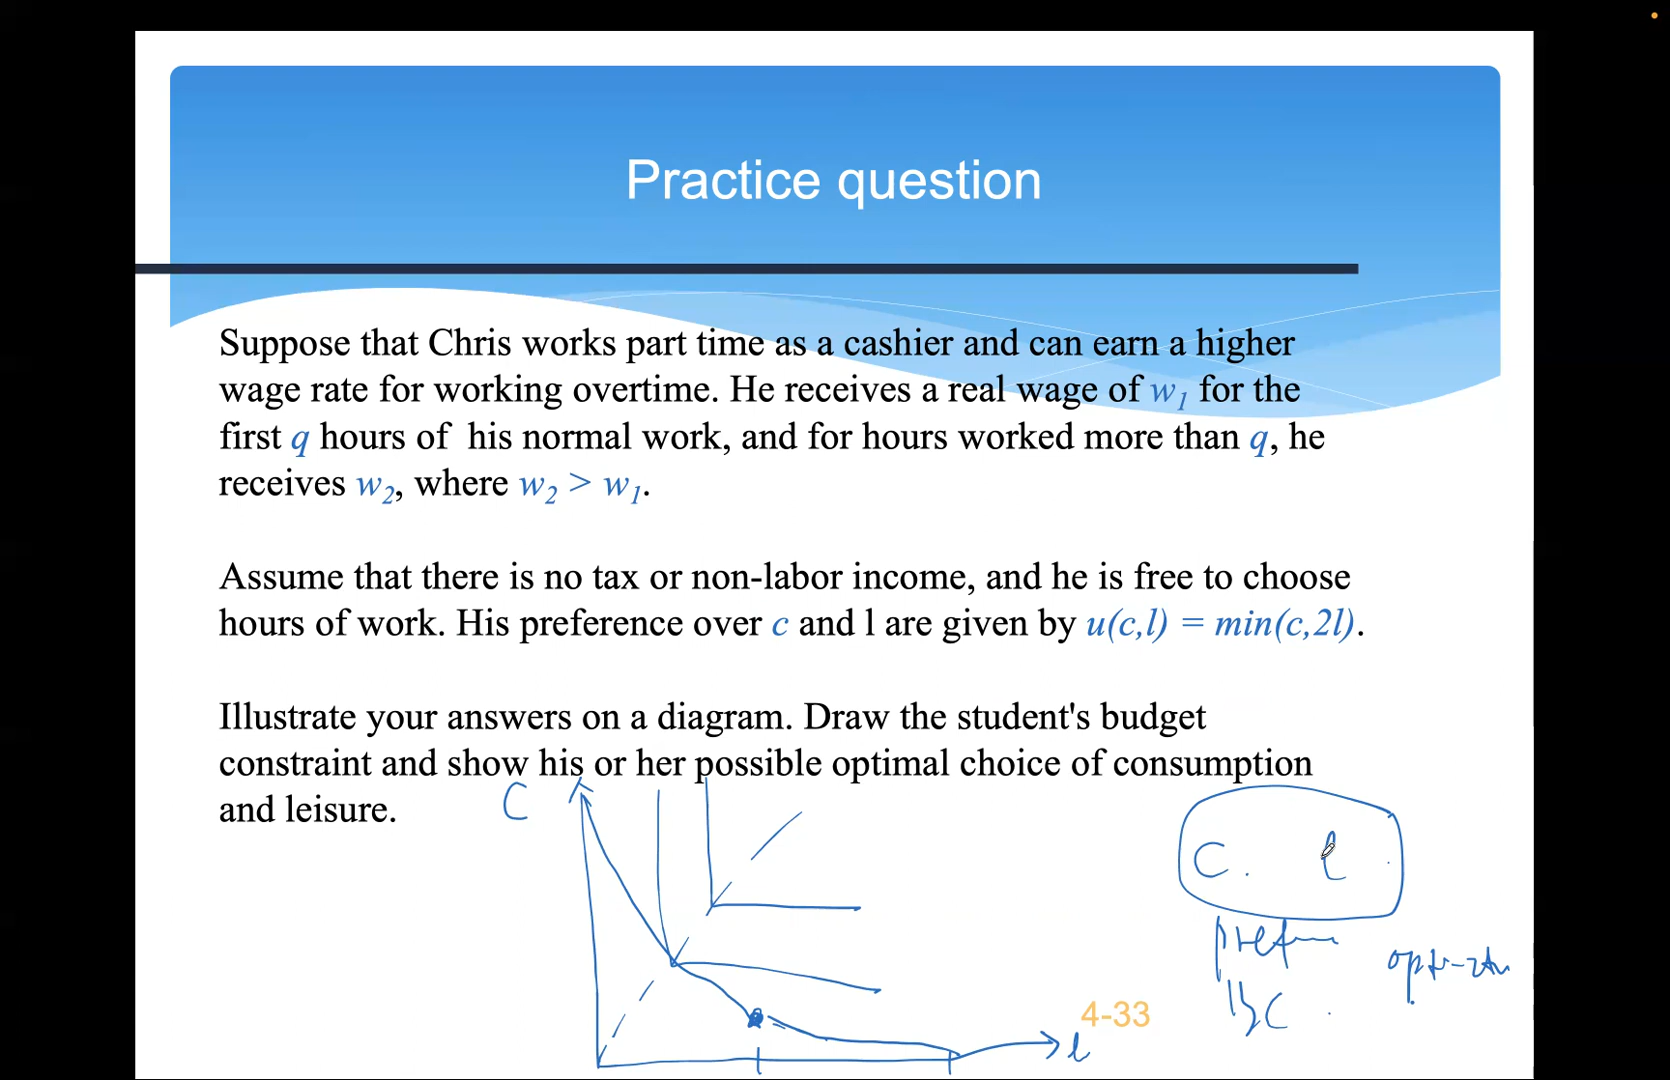 Practice question
Suppose that Chris works part time as a cashier and can earn a higher
wage rate for working overtime. He receives a real wage of w₁ for the
first q hours of his normal work, and for hours worked more than q, he
receives w₂, where w₂ > w₁.
Assume that there is no tax or non-labor income, and he is free to choose
hours of work. His preference over c and l are given by u(c,l) = min(c,2l).
Illustrate your answers on a diagram. Draw the student's budget
constraint and show his or her possible optimal choice of consumption
and leisure.
C
C. l
BC
4-33
l